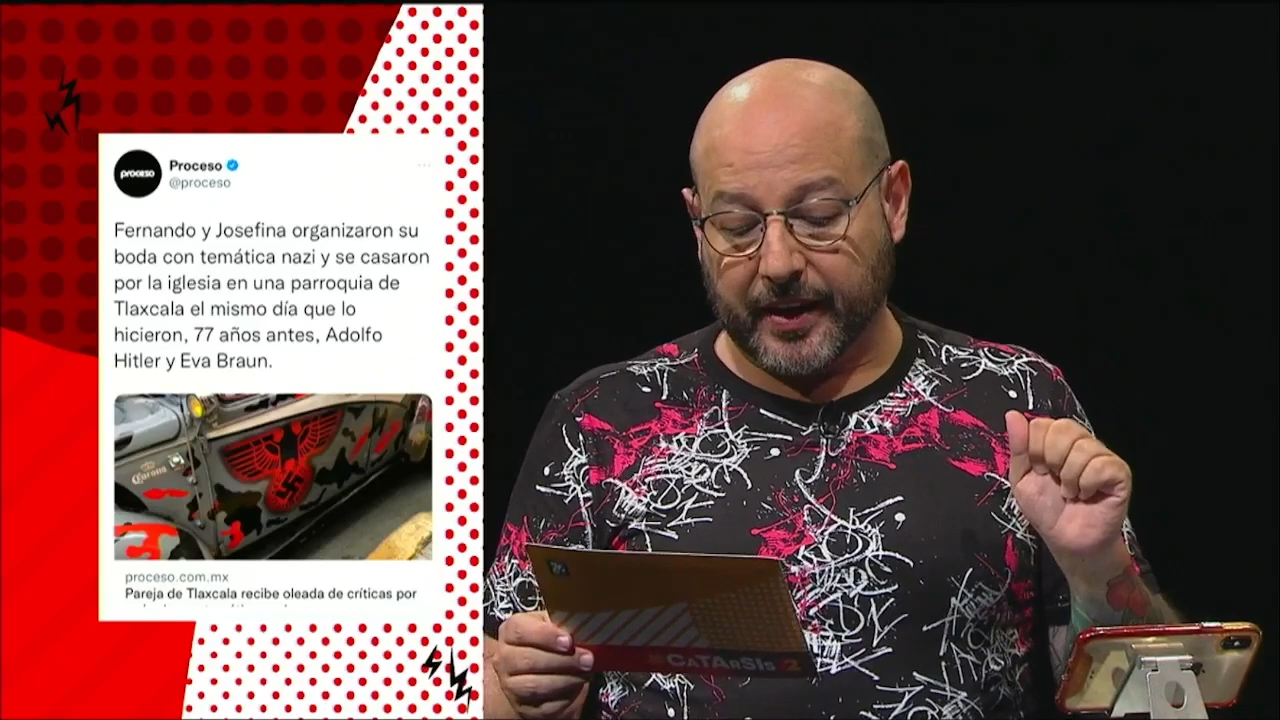 proceso
Proceso
@proceso
Fernando y Josefina organizaron su
boda con temática nazi y se casaron
por la iglesia en una parroquia de
Tlaxcala el mismo día que lo
hicieron, 77 años antes, Adolfo
Hitler y Eva Braun.
Corona
proceso.com.mx
Pareja de Tlaxcala recibe oleada de críticas por
CATARSIS 2